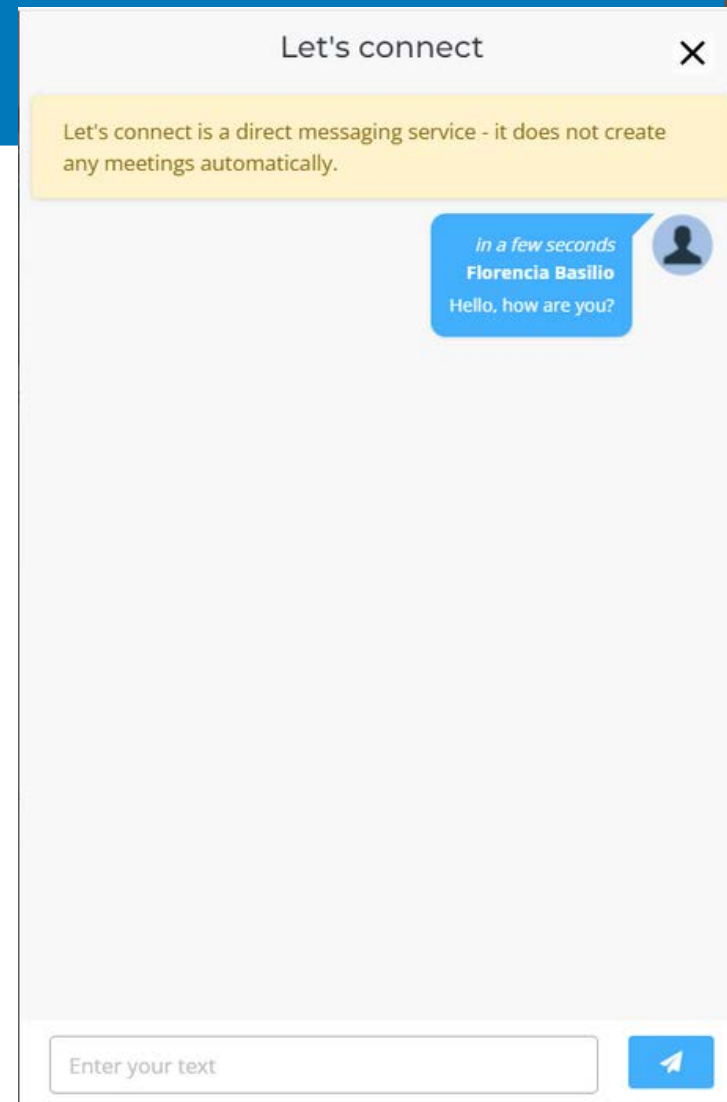 Let's connect
Let's connect is a direct messaging service - it does not create
any meetings automatically.
in a few seconds
Florencia Basilio
Hello, how are you?
Enter your text